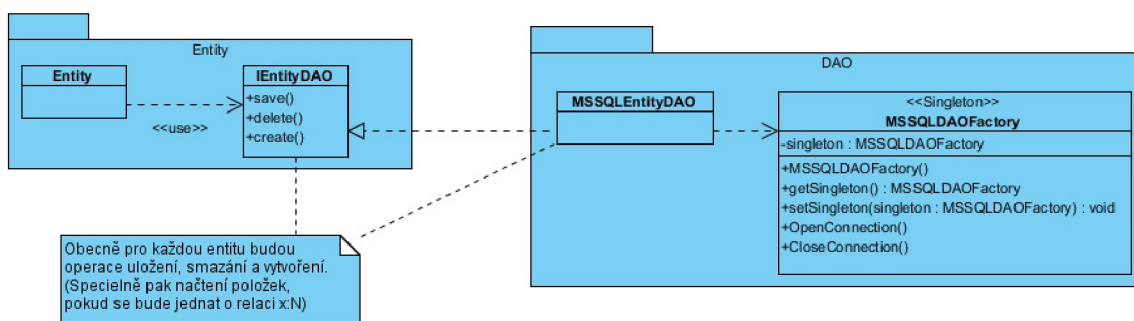 Entity
Entity
<<use>>
IEntityDAO
+save()
+delete()
+create()
Obecně pro každou entitu budou
operace uložení, smazání a vytvoření.
(Specielně pak načtení položek,
pokud se bude jednat o relaci x:N)
DAO
MSSQLEntityDAO
<<Singleton>>
MSSQLDAOFactory
-singleton : MSSQLDAOFactory
+MSSQLDAOFactory()
+getSingleton() : MSSQLDAOFactory
+setSingleton(singleton : MSSQLDAOFactory) : void
+OpenConnection()
+CloseConnection()